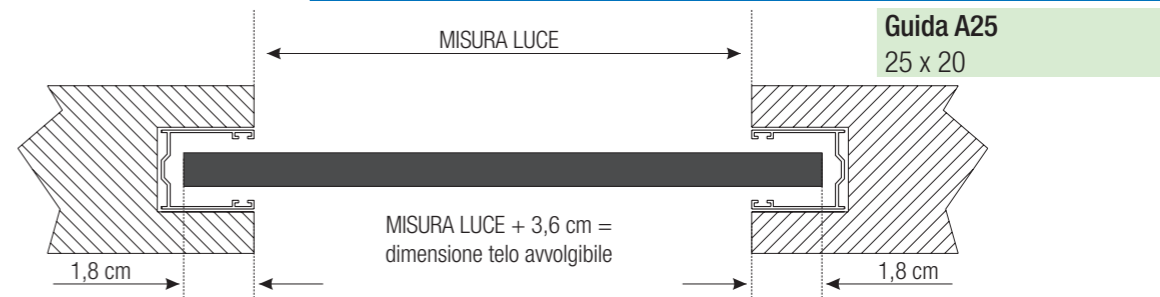 MISURA LUCE
Guida A25
25 x 20
MISURA LUCE + 3,6 cm =
dimensione telo avvolgibile
1,8 cm
1,8 cm